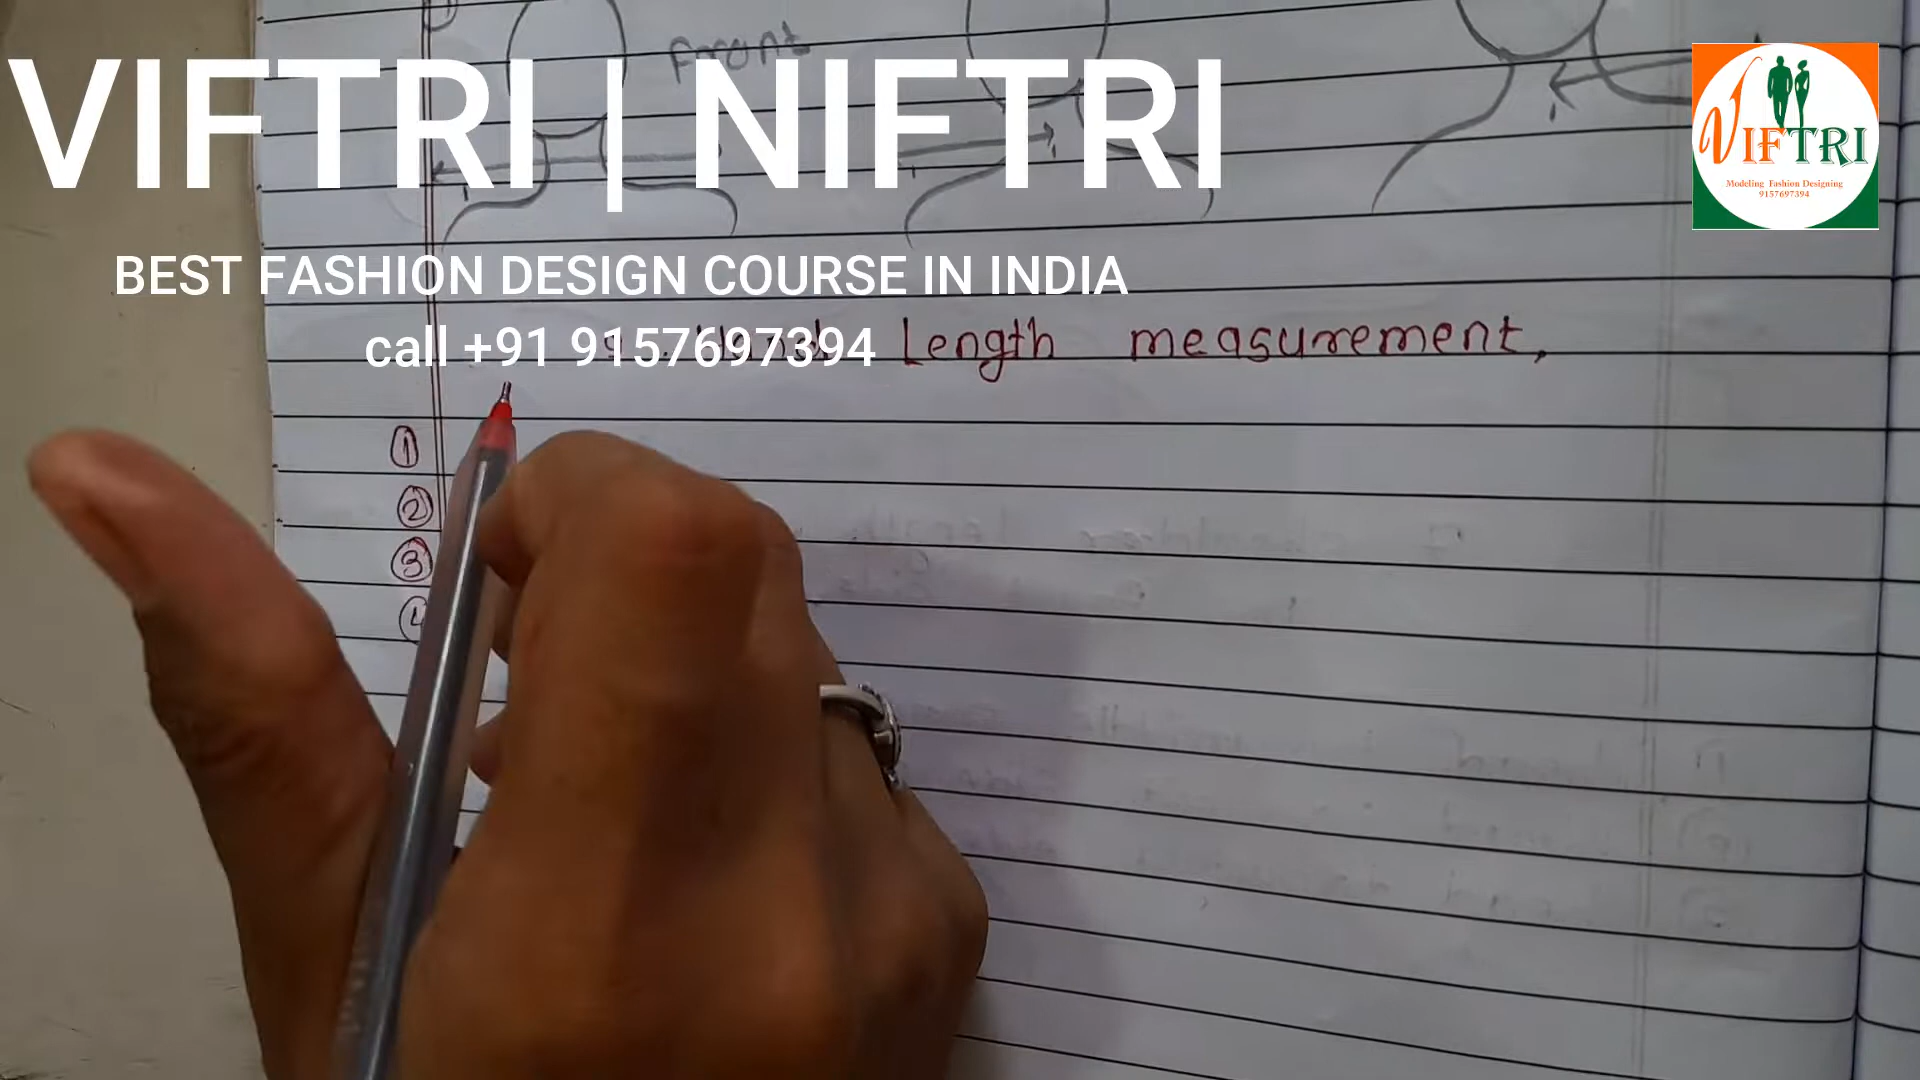 Front
VIFTRI | NIFTRI
VIFTRI
Modeling Fashion Designing
9157697394
BEST FASHION DESIGN COURSE IN INDIA
call +91 9157697394
Length measurement,
1
2
3
4